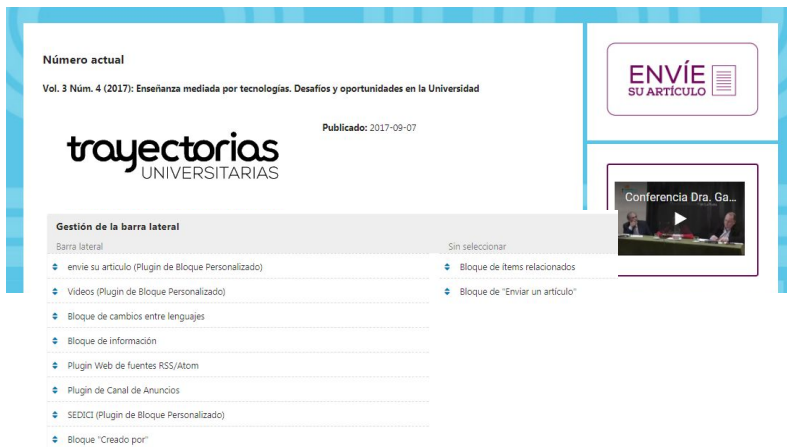 Número actual
Vol. 3 Núm. 4 (2017): Enseñanza mediada por tecnologías. Desafíos y oportunidades en la Universidad
Publicado: 2017-09-07
trayectorias
UNIVERSITARIAS
ENVÍE
SU ARTÍCULO
Conferencia Dra. Ga...
Gestión de la barra lateral
Barra lateral
Sin seleccionar
envie su articulo (Plugin de Bloque Personalizado)
Bloque de ítems relacionados
Videos (Plugin de Bloque Personalizado)
Bloque de "Enviar un artículo"
Bloque de cambios entre lenguajes
Bloque de información
Plugin Web de fuentes RSS/Atom
Plugin de Canal de Anuncios
SEDICI (Plugin de Bloque Personalizado)
Bloque "Creado por"